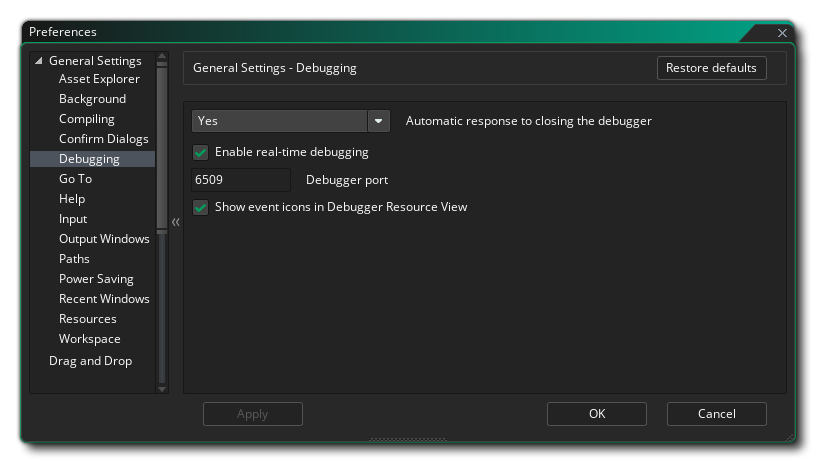 Preferences
General Settings
Asset Explorer
Background
Compiling
Confirm Dialogs
Debugging
Go To
Help
Input
Output Windows
Paths
Power Saving
Recent Windows
Resources
Workspace
Drag and Drop
General Settings - Debugging
Restore defaults
Yes
Automatic response to closing the debugger
Enable real-time debugging
6509
Debugger port
Show event icons in Debugger Resource View
Apply
OK
Cancel